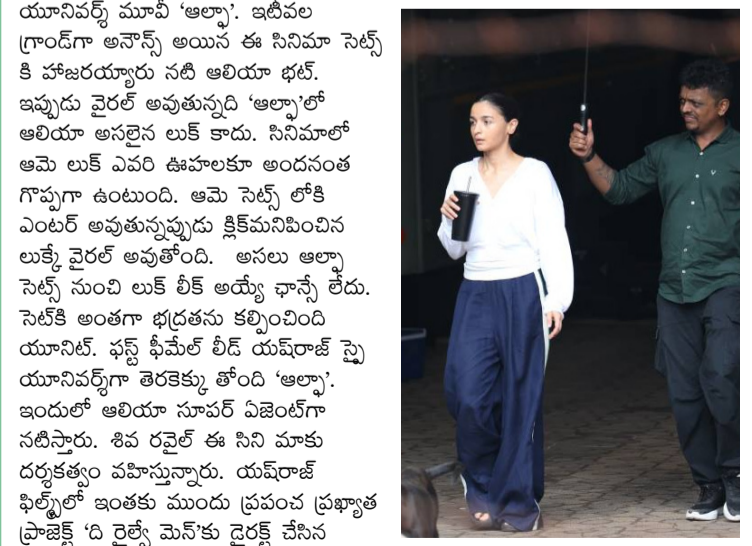 యూనివర్శ్ మూవీ ‘ఆల్ఫా’. ఇటీవల
గ్రాండ్‌గా అనౌన్స్ అయిన ఈ సినిమా సెట్స్
కి హాజరయ్యారు నటి ఆలియా భట్.
ఇప్పుడు వైరల్ అవుతున్నది ‘ఆల్ఫా’లో
ఆలియా అసలైన లుక్ కాదు. సినిమాలో
ఆమె లుక్ ఎవరి ఊహలకూ అందనంత
గొప్పగా ఉంటుంది. ఆమె సెట్స్ లోకి
ఎంటర్ అవుతున్నప్పుడు క్లిక్‌మనిపించిన
లుక్కే వైరల్ అవుతోంది. అసలు ఆల్ఫా
సెట్స్ నుంచి లుక్ లీక్ అయ్యే ఛాన్సే లేదు.
సెట్‌కి అంతగా భద్రతను కల్పించింది
యూనిట్. ఫస్ట్ ఫీమేల్ లీడ్ యష్‌రాజ్ స్పై
యూనివర్శ్‌గా తెరకెక్కు తోంది ‘ఆల్ఫా’.
ఇందులో ఆలియా సూపర్ ఏజెంట్‌గా
నటిస్తారు. శివ రవైల్ ఈ సిని మాకు
దర్శకత్వం వహిస్తున్నారు. యష్‌రాజ్
ఫిల్మ్స్‌లో ఇంతకు ముందు ప్రపంచ ప్రఖ్యాత
ప్రాజెక్ట్ ‘ది రైల్వే మెన్’కు డైరక్ట్ చేసిన